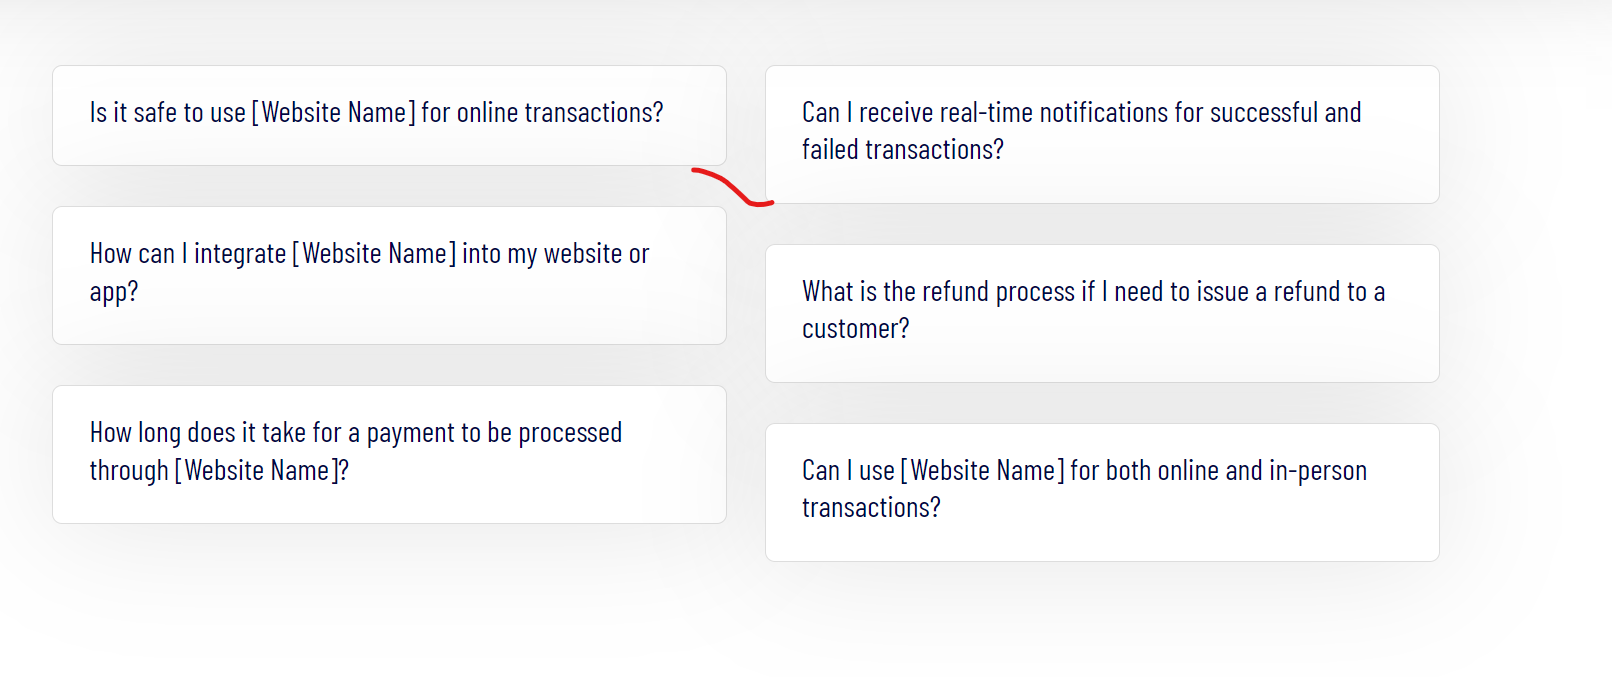 Is it safe to use [Website Name] for online transactions?
How can I integrate [Website Name] into my website or
app?
How long does it take for a payment to be processed
through [Website Name]?
Can I receive real-time notifications for successful and
failed transactions?
What is the refund process if I need to issue a refund to a
customer?
Can I use [Website Name] for both online and in-person
transactions?